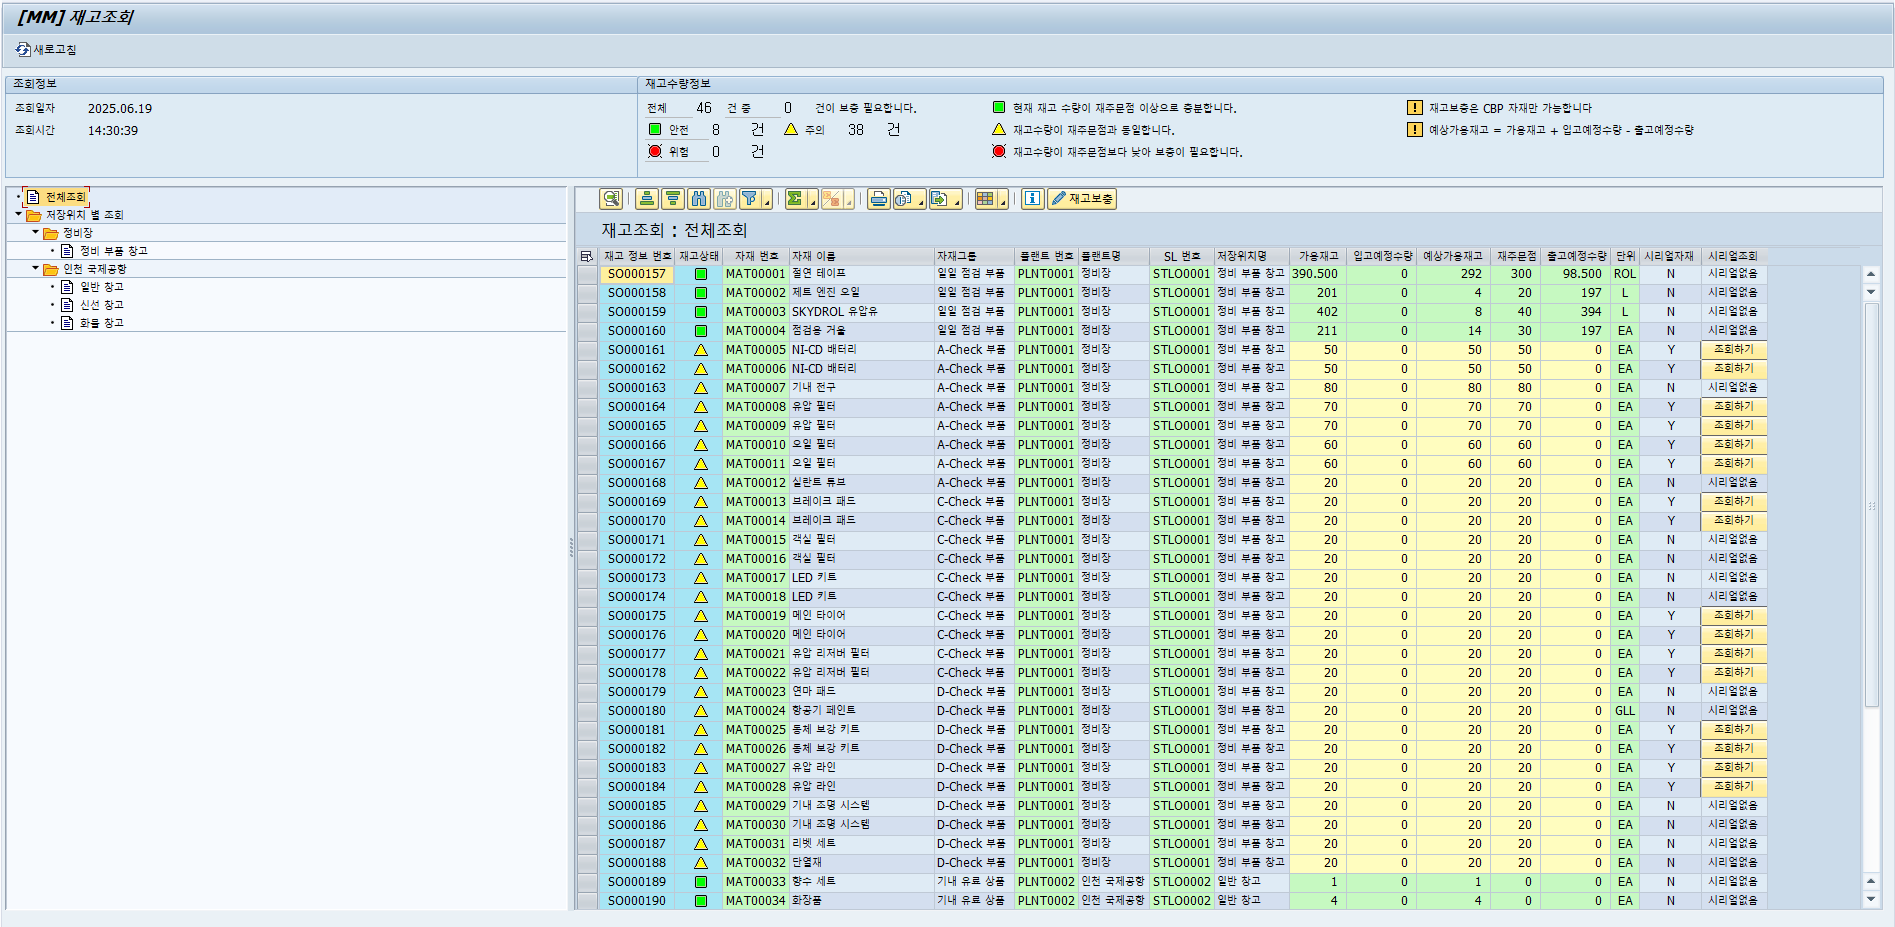 [MM] 재고조회
새로고침
조회정보
조회일자 2025.06.19
조회시간 14:30:39
재고수량정보
전체 46 건 중 0 건이 보충 필요합니다.
안전 8 건 주의 38 건
위험 0 건
현재 재고 수량이 재주문점 이상으로 충분합니다.
재고수량이 재주문점과 동일합니다.
재고수량이 재주문점보다 낮아 보충이 필요합니다.
재고보충은 CBP 자재만 가능합니다
예상가용재고 = 가용재고 + 입고예정수량 - 출고예정수량
전체조회
저장위치 별 조회
정비장
정비 부품 창고
인천 국제공항
일반 창고
신선 창고
화물 창고
재고보충
재고조회 : 전체조회
재고 정보 번호 재고상태 자재 번호 자재 이름 자재그룹 플랜트 번호 플랜트명 SL 번호 저장위치명 가용재고 입고예정수량 예상가용재고 재주문점 출고예정수량 단위 시리얼자재 시리얼조회
SO000157 MAT00001 절연 테이프 일일 점검 부품 PLNT0001 정비장 STLO0001 정비 부품 창고 390.500 0 292 300 98.500 ROL N 시리얼없음
SO000158 MAT00002 제트 엔진 오일 일일 점검 부품 PLNT0001 정비장 STLO0001 정비 부품 창고 201 0 4 20 197 L N 시리얼없음
SO000159 MAT00003 SKYDROL 유압유 일일 점검 부품 PLNT0001 정비장 STLO0001 정비 부품 창고 402 0 8 40 394 L N 시리얼없음
SO000160 MAT00004 점검용 거울 일일 점검 부품 PLNT0001 정비장 STLO0001 정비 부품 창고 211 0 14 30 197 EA N 시리얼없음
SO000161 MAT00005 NI-CD 배터리 A-Check 부품 PLNT0001 정비장 STLO0001 정비 부품 창고 50 0 50 50 0 EA Y 조회하기
SO000162 MAT00006 NI-CD 배터리 A-Check 부품 PLNT0001 정비장 STLO0001 정비 부품 창고 50 0 50 50 0 EA Y 조회하기
SO000163 MAT00007 기내 전구 A-Check 부품 PLNT0001 정비장 STLO0001 정비 부품 창고 80 0 80 80 0 EA N 시리얼없음
SO000164 MAT00008 유압 필터 A-Check 부품 PLNT0001 정비장 STLO0001 정비 부품 창고 70 0 70 70 0 EA Y 조회하기
SO000165 MAT00009 유압 필터 A-Check 부품 PLNT0001 정비장 STLO0001 정비 부품 창고 70 0 70 70 0 EA Y 조회하기
SO000166 MAT00010 오일 필터 A-Check 부품 PLNT0001 정비장 STLO0001 정비 부품 창고 60 0 60 60 0 EA Y 조회하기
SO000167 MAT00011 오일 필터 A-Check 부품 PLNT0001 정비장 STLO0001 정비 부품 창고 60 0 60 60 0 EA Y 조회하기
SO000168 MAT00012 실란트 튜브 A-Check 부품 PLNT0001 정비장 STLO0001 정비 부품 창고 20 0 20 20 0 EA N 시리얼없음
SO000169 MAT00013 브레이크 패드 C-Check 부품 PLNT0001 정비장 STLO0001 정비 부품 창고 20 0 20 20 0 EA Y 조회하기
SO000170 MAT00014 브레이크 패드 C-Check 부품 PLNT0001 정비장 STLO0001 정비 부품 창고 20 0 20 20 0 EA Y 조회하기
SO000171 MAT00015 객실 필터 C-Check 부품 PLNT0001 정비장 STLO0001 정비 부품 창고 20 0 20 20 0 EA N 시리얼없음
SO000172 MAT00016 객실 필터 C-Check 부품 PLNT0001 정비장 STLO0001 정비 부품 창고 20 0 20 20 0 EA N 시리얼없음
SO000173 MAT00017 LED 키트 C-Check 부품 PLNT0001 정비장 STLO0001 정비 부품 창고 20 0 20 20 0 EA N 시리얼없음
SO000174 MAT00018 LED 키트 C-Check 부품 PLNT0001 정비장 STLO0001 정비 부품 창고 20 0 20 20 0 EA N 시리얼없음
SO000175 MAT00019 메인 타이어 C-Check 부품 PLNT0001 정비장 STLO0001 정비 부품 창고 20 0 20 20 0 EA Y 조회하기
SO000176 MAT00020 메인 타이어 C-Check 부품 PLNT0001 정비장 STLO0001 정비 부품 창고 20 0 20 20 0 EA Y 조회하기
SO000177 MAT00021 유압 리저버 필터 C-Check 부품 PLNT0001 정비장 STLO0001 정비 부품 창고 20 0 20 20 0 EA Y 조회하기
SO000178 MAT00022 유압 리저버 필터 C-Check 부품 PLNT0001 정비장 STLO0001 정비 부품 창고 20 0 20 20 0 EA Y 조회하기
SO000179 MAT00023 연마 패드 D-Check 부품 PLNT0001 정비장 STLO0001 정비 부품 창고 20 0 20 20 0 EA N 시리얼없음
SO000180 MAT00024 항공기 페인트 D-Check 부품 PLNT0001 정비장 STLO0001 정비 부품 창고 20 0 20 20 0 GLL N 시리얼없음
SO000181 MAT00025 동체 보강 키트 D-Check 부품 PLNT0001 정비장 STLO0001 정비 부품 창고 20 0 20 20 0 EA Y 조회하기
SO000182 MAT00026 동체 보강 키트 D-Check 부품 PLNT0001 정비장 STLO0001 정비 부품 창고 20 0 20 20 0 EA Y 조회하기
SO000183 MAT00027 유압 라인 D-Check 부품 PLNT0001 정비장 STLO0001 정비 부품 창고 20 0 20 20 0 EA Y 조회하기
SO000184 MAT00028 유압 라인 D-Check 부품 PLNT0001 정비장 STLO0001 정비 부품 창고 20 0 20 20 0 EA Y 조회하기
SO000185 MAT00029 기내 조명 시스템 D-Check 부품 PLNT0001 정비장 STLO0001 정비 부품 창고 20 0 20 20 0 EA N 시리얼없음
SO000186 MAT00030 기내 조명 시스템 D-Check 부품 PLNT0001 정비장 STLO0001 정비 부품 창고 20 0 20 20 0 EA N 시리얼없음
SO000187 MAT00031 리벳 세트 D-Check 부품 PLNT0001 정비장 STLO0001 정비 부품 창고 20 0 20 20 0 EA N 시리얼없음
SO000188 MAT00032 단열재 D-Check 부품 PLNT0001 정비장 STLO0001 정비 부품 창고 20 0 20 20 0 EA N 시리얼없음
SO000189 MAT00033 향수 세트 기내 유료 상품 PLNT0002 인천 국제공항 STLO0002 일반 창고 1 0 1 0 0 EA N 시리얼없음
SO000190 MAT00034 화장품 기내 유료 상품 PLNT0002 인천 국제공항 STLO0002 일반 창고 4 0 4 0 0 EA N 시리얼없음